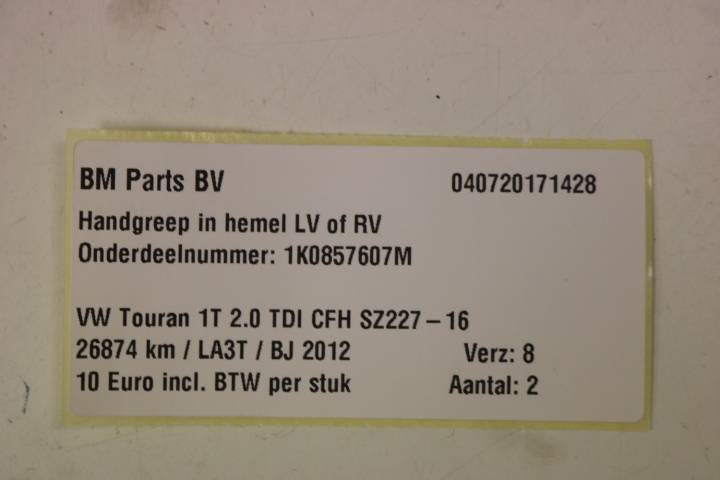 BM Parts BV 040720171428
Handgreep in hemel LV of RV
Onderdeelnummer: 1K0857607M
VW Touran 1T 2.0 TDI CFH SZ227 – 16
26874 km / LA3T / BJ 2012 Verz: 8
10 Euro incl. BTW per stuk Aantal: 2